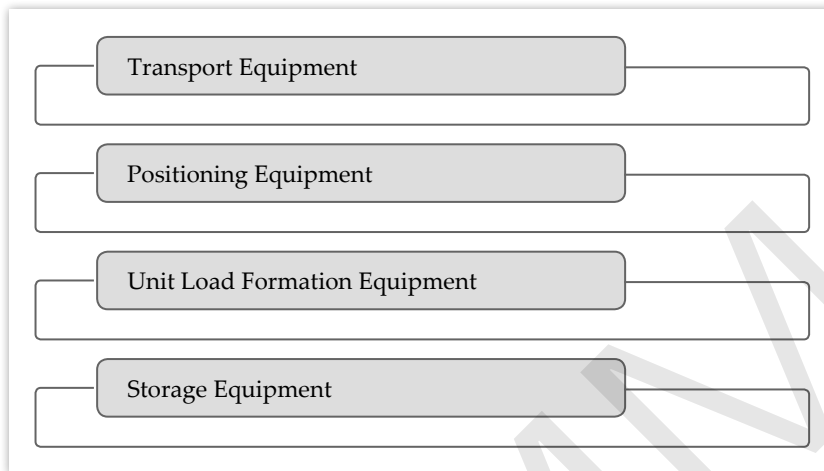 Transport Equipment
Positioning Equipment
Unit Load Formation Equipment
Storage Equipment